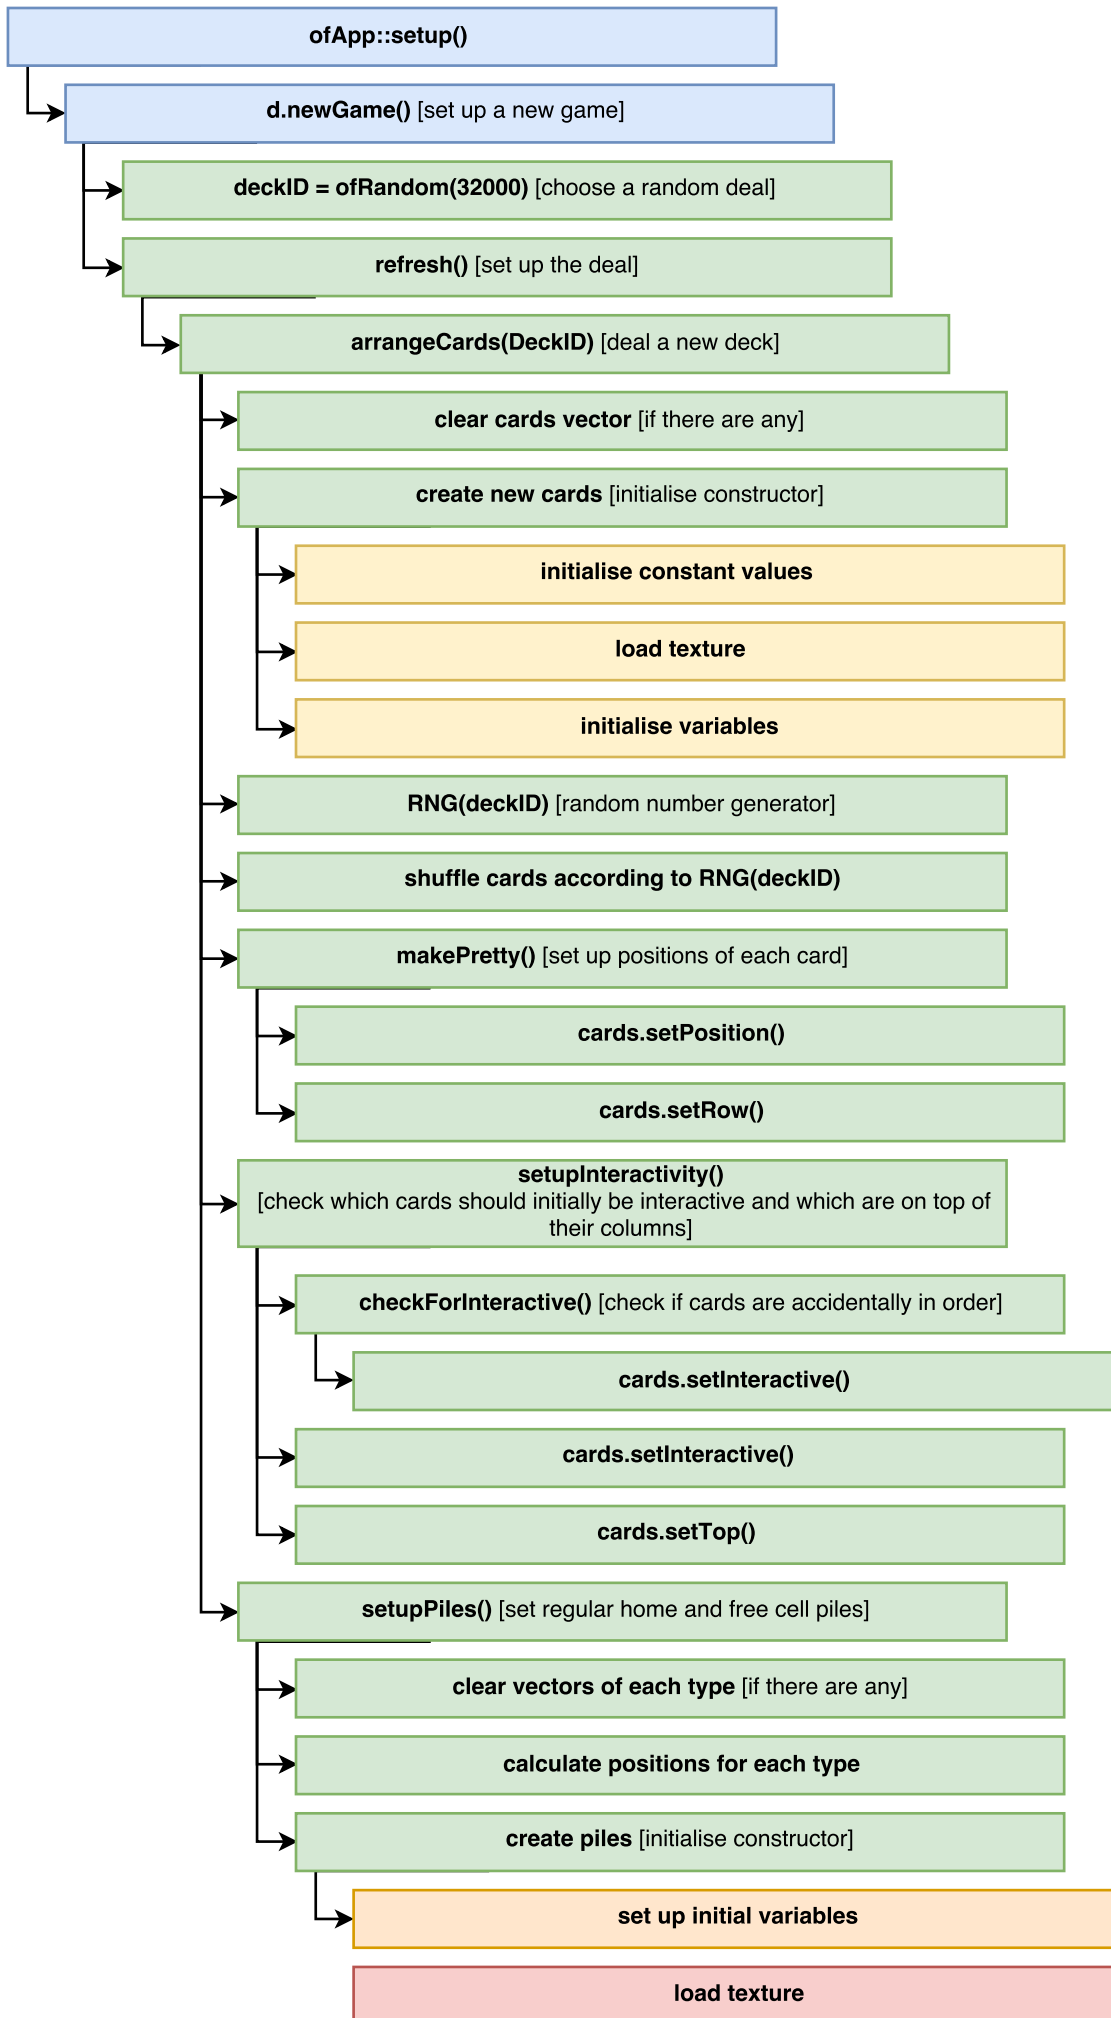 ofApp::setup()
d.newGame() [set up a new game]
deckID = ofRandom(32000) [choose a random deal]
refresh() [set up the deal]
arrangeCards(DeckID) [deal a new deck]
clear cards vector [if there are any]
create new cards [initialise constructor]
initialise constant values
load texture
initialise variables
RNG(deckID) [random number generator]
shuffle cards according to RNG(deckID)
makePretty() [set up positions of each card]
cards.setPosition()
cards.setRow()
setupInteractivity()
[check which cards should initially be interactive and which are on top of
their columns]
checkForInteractive() [check if cards are accidentally in order]
cards.setInteractive()
cards.setInteractive()
cards.setTop()
setupPiles() [set regular home and free cell piles]
clear vectors of each type [if there are any]
calculate positions for each type
create piles [initialise constructor]
set up initial variables
load texture